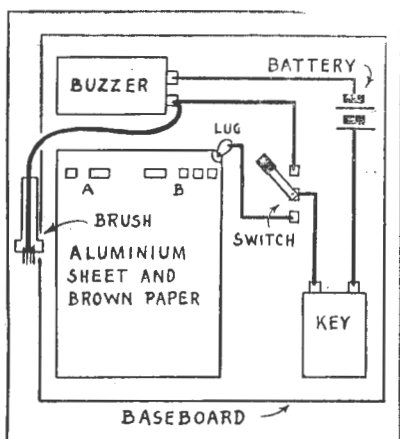 BATTERY
BUZZER
LUG
A B
BRUSH
SWITCH
ALUMINIUM
SHEET AND
BROWN PAPER
KEY
BASEBOARD